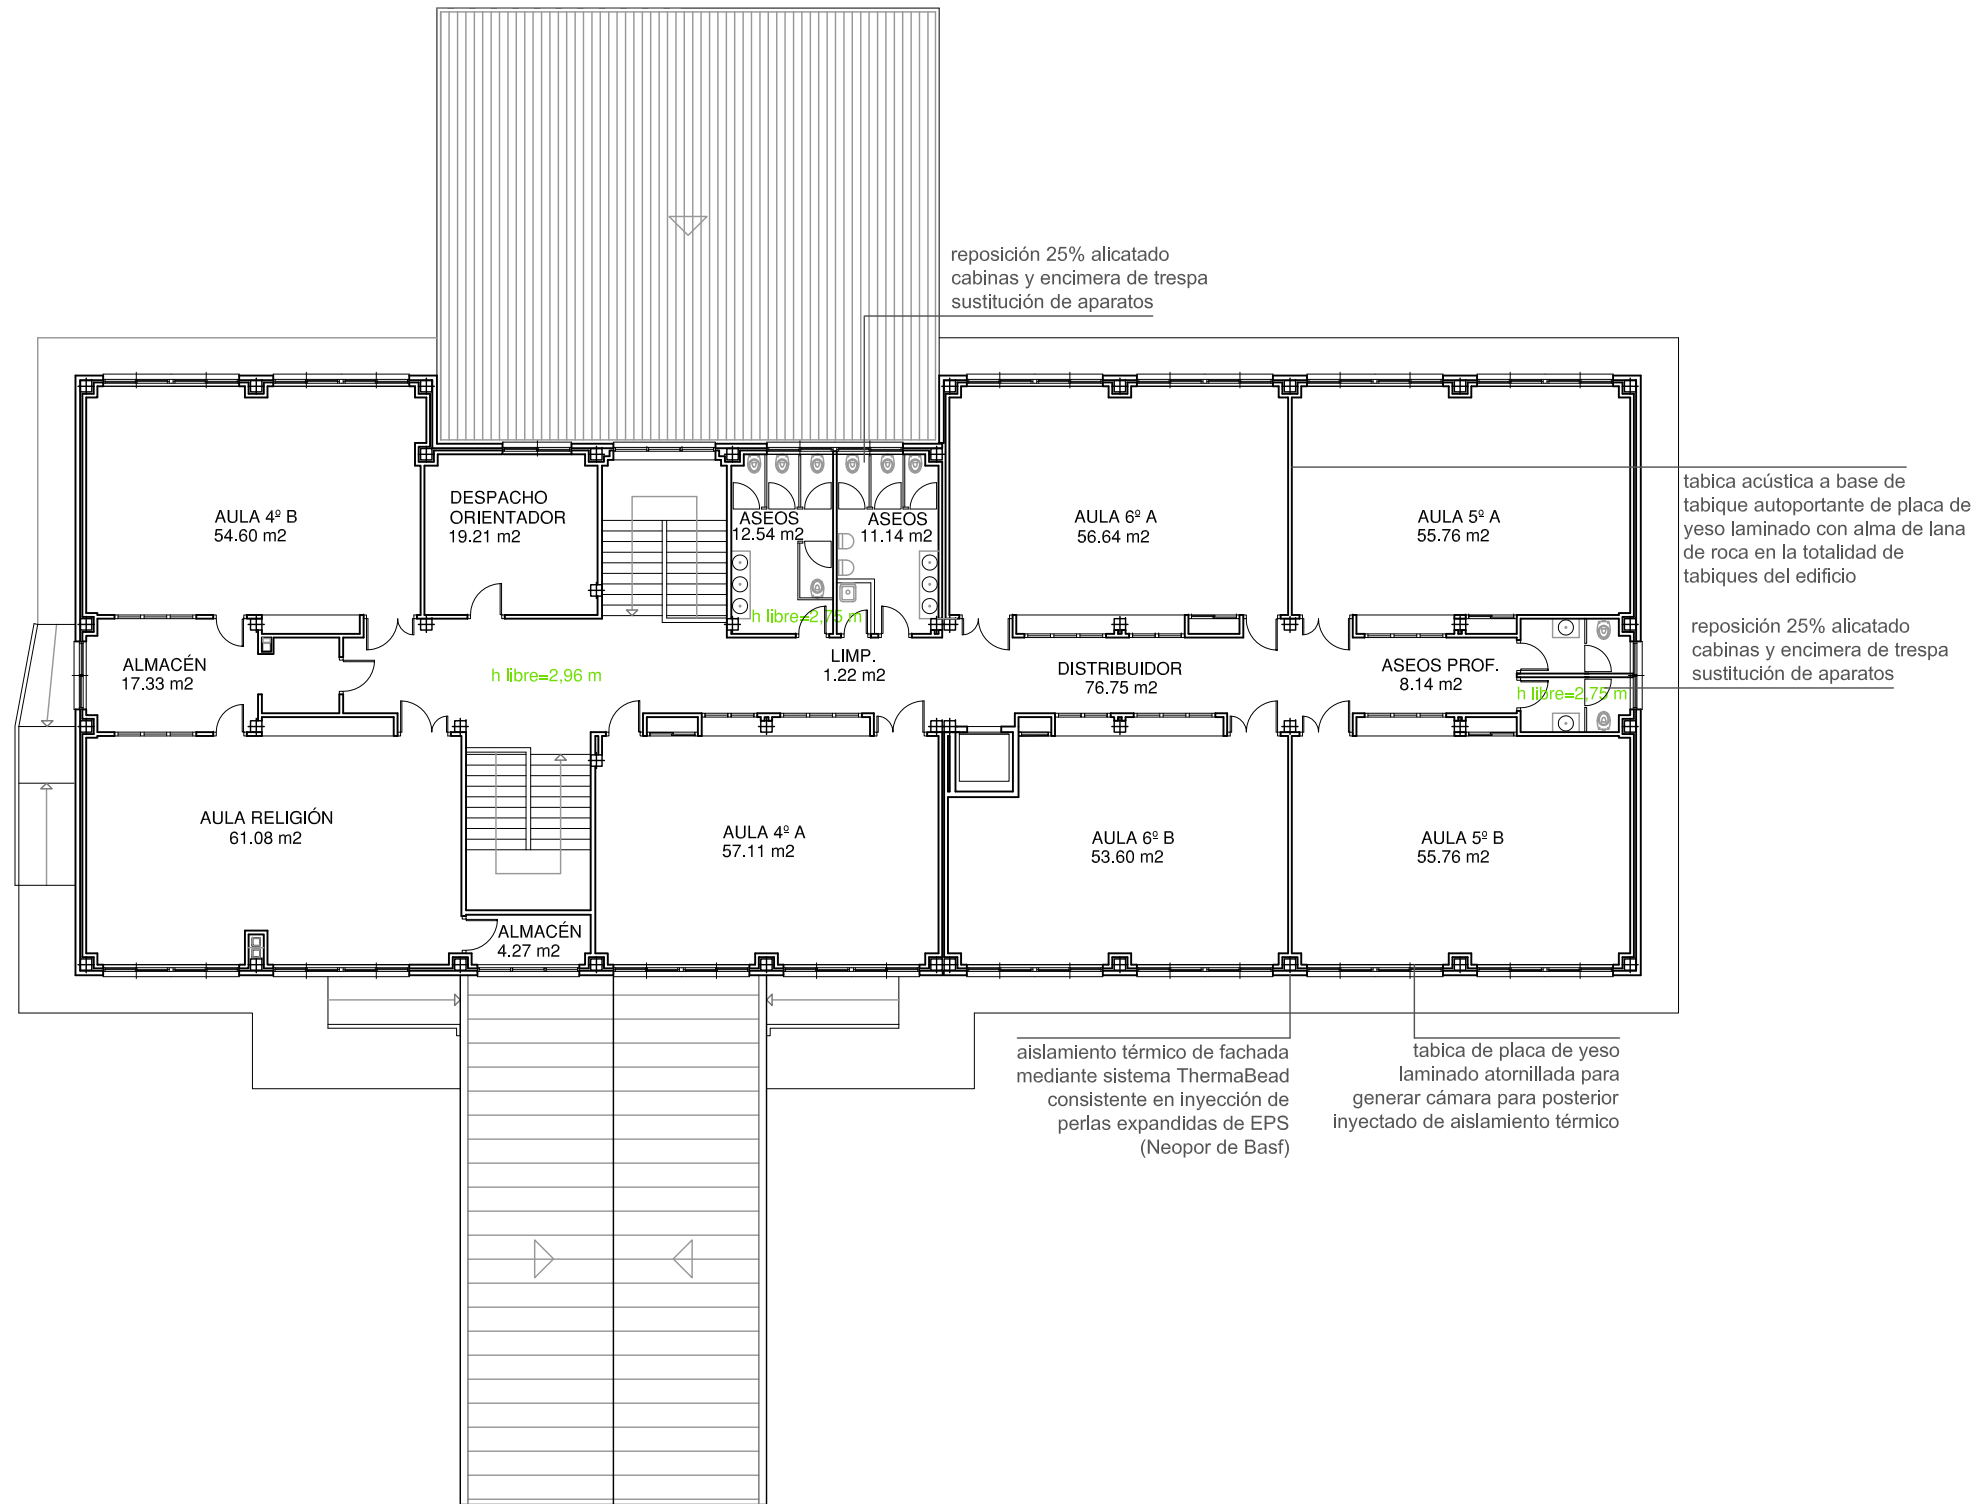 reposición 25% alicatado
cabinas y encimera de trespa
sustitución de aparatos
AULA 4º B
54.60 m2
DESPACHO
ORIENTADOR
19.21 m2
ASEOS
12.54 m2
ASEOS
11.14 m2
AULA 6º A
56.64 m2
AULA 5º A
55.76 m2
tabica acústica a base de
tabique autoportante de placa de
yeso laminado con alma de lana
de roca en la totalidad de
tabiques del edificio
h libre=2,75 m
reposición 25% alicatado
cabinas y encimera de trespa
sustitución de aparatos
ALMACÉN
17.33 m2
h libre=2,96 m
LIMP.
1.22 m2
DISTRIBUIDOR
76.75 m2
ASEOS PROF.
8.14 m2
h libre=2,75 m
AULA RELIGIÓN
61.08 m2
AULA 4º A
57.11 m2
AULA 6º B
53.60 m2
AULA 5º B
55.76 m2
ALMACÉN
4.27 m2
aislamiento térmico de fachada
mediante sistema ThermaBead
consistente en inyección de
perlas expandidas de EPS
(Neopor de Basf)
tabica de placa de yeso
laminado atornillada para
generar cámara para posterior
inyectado de aislamiento térmico